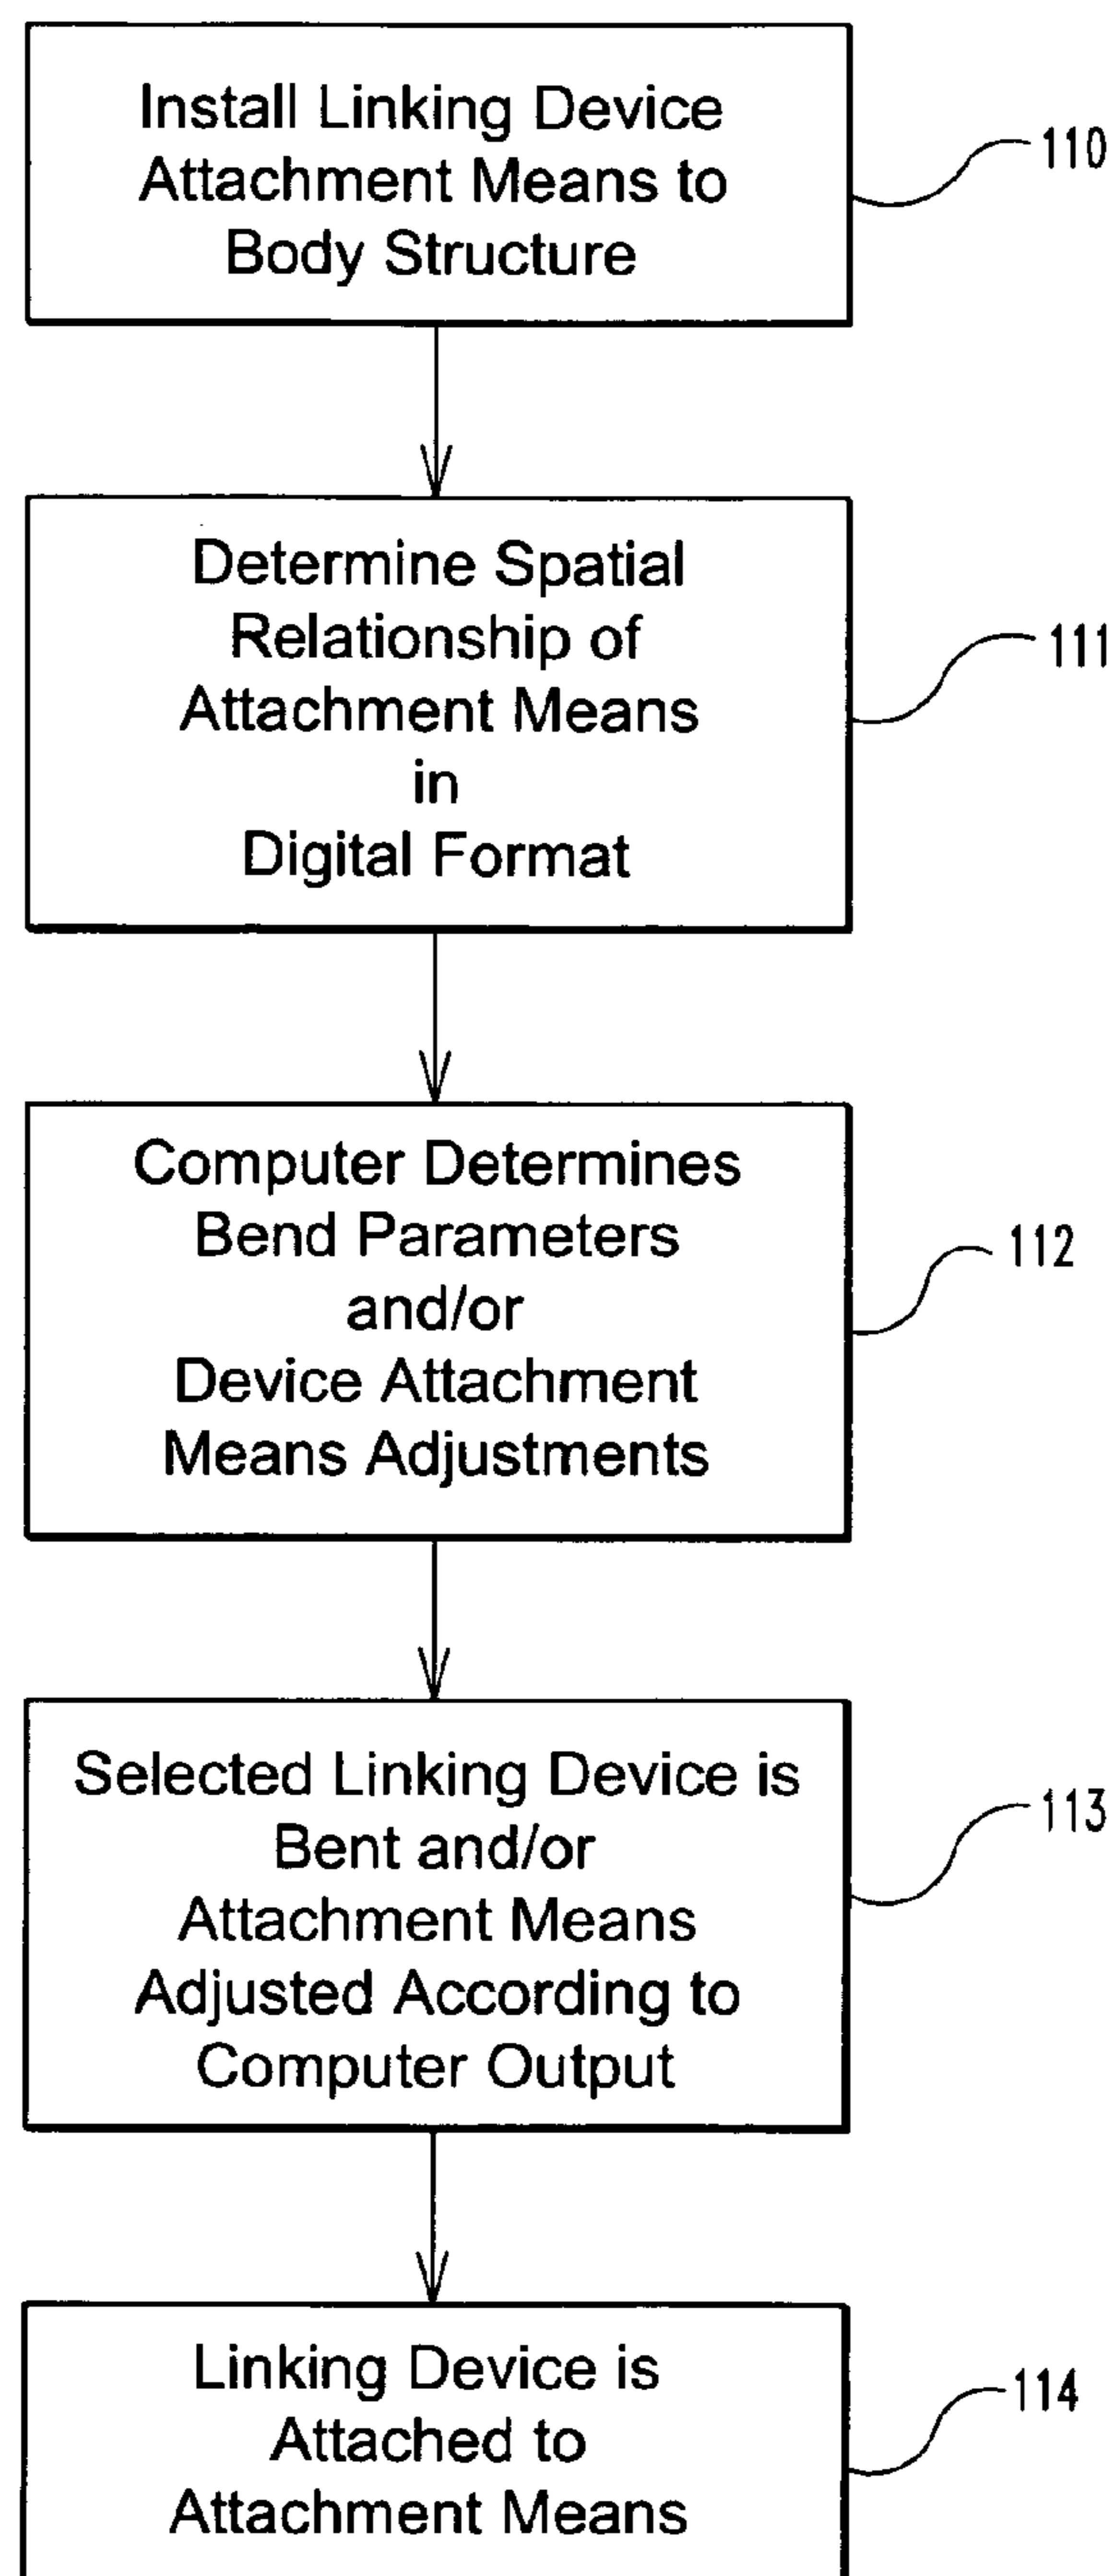 Install Linking Device
Attachment Means to
Body Structure
110
Determine Spatial
Relationship of
Attachment Means
in
Digital Format
111
Computer Determines
Bend Parameters
and/or
Device Attachment
Means Adjustments
112
Selected Linking Device is
Bent and/or
Attachment Means
Adjusted According to
Computer Output
113
Linking Device is
Attached to
Attachment Means
114